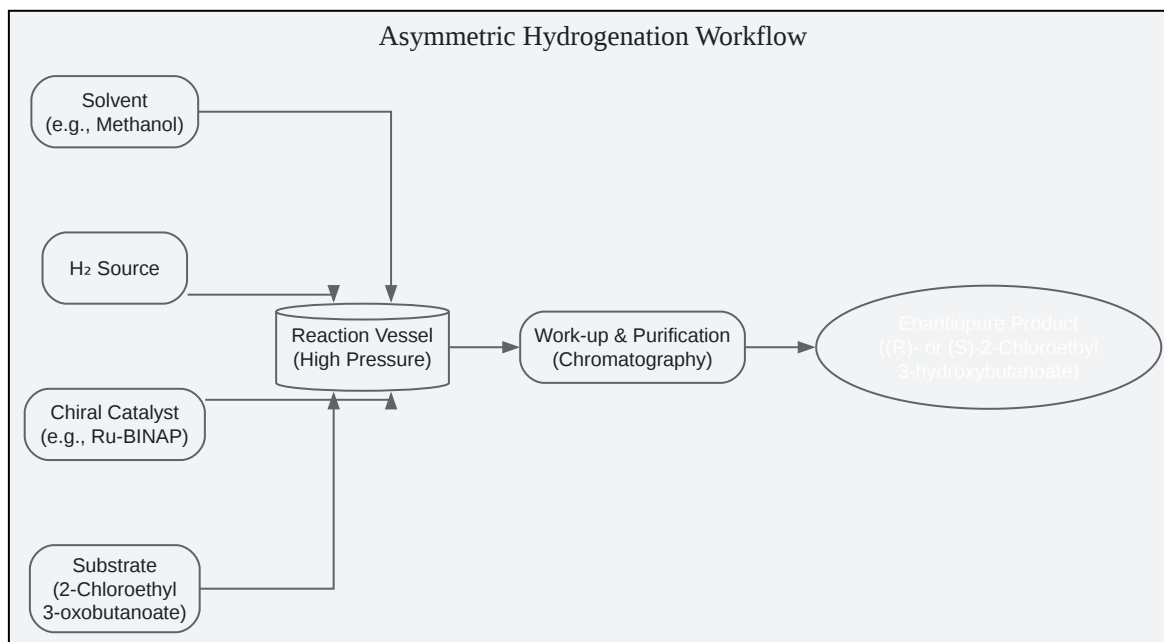 Asymmetric Hydrogenation Workflow
Solvent
(e.g., Methanol)
H₂ Source
Reaction Vessel
(High Pressure)
Work-up & Purification
(Chromatography)
Enantiopure Product
((R)- or (S)-2-Chloroethyl
3-hydroxybutanoate)
Chiral Catalyst
(e.g., Ru-BINAP)
Substrate
(2-Chloroethyl
3-oxobutanoate)